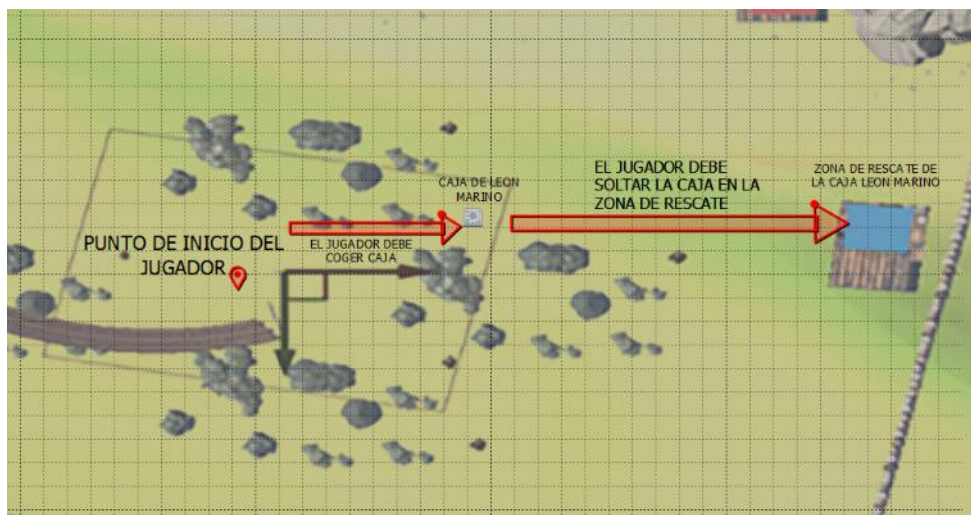 PUNTO DE INICIO DEL
JUGADOR
EL JUGADOR DEBE
COGER CAJA
CAJA DE LEON
MARINO
EL JUGADOR DEBE
SOLTAR LA CAJA EN LA
ZONA DE RESCATE
ZONA DE RESCATE DE
LA CAJA LEON MARINO